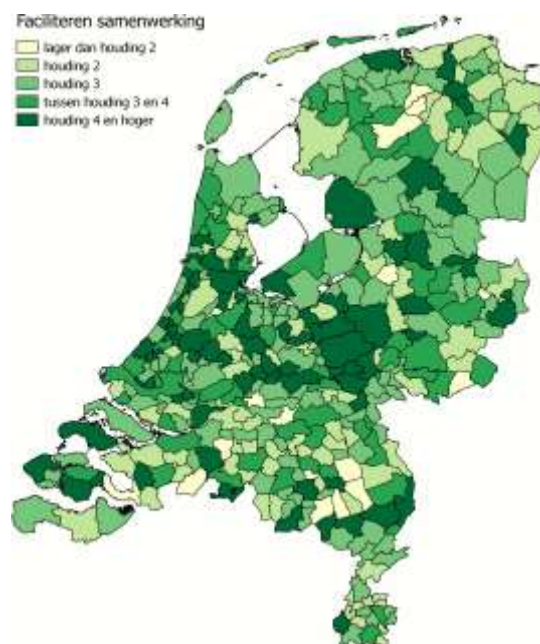 Faciliteren samenwerking
lager dan houding 2
houding 2
houding 3
tussen houding 3 en 4
houding 4 en hoger